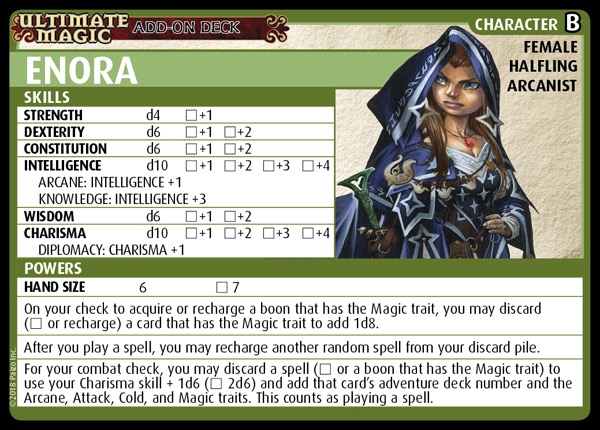 ULTIMATE MAGIC ADD-ON DECK
CHARACTER B
FEMALE
HALFLING
ARCANIST
ENORA
SKILLS
STRENGTH d4 □ +1
DEXTERITY d6 □ +1 □ +2
CONSTITUTION d6 □ +1 □ +2
INTELLIGENCE d10 □ +1 □ +2 □ +3 □ +4
ARCANE: INTELLIGENCE +1
KNOWLEDGE: INTELLIGENCE +3
WISDOM d6 □ +1 □ +2
CHARISMA d10 □ +1 □ +2 □ +3 □ +4
DIPLOMACY: CHARISMA +1
POWERS
HAND SIZE 6 □ 7
On your check to acquire or recharge a boon that has the Magic trait, you may discard
(□ or recharge) a card that has the Magic trait to add 1d8.
After you play a spell, you may recharge another random spell from your discard pile.
For your combat check, you may discard a spell (□ or a boon that has the Magic trait) to
use your Charisma skill + 1d6 (□ 2d6) and add that card's adventure deck number and the
Arcane, Attack, Cold, and Magic traits. This counts as playing a spell.
©2018 Paizo Inc.